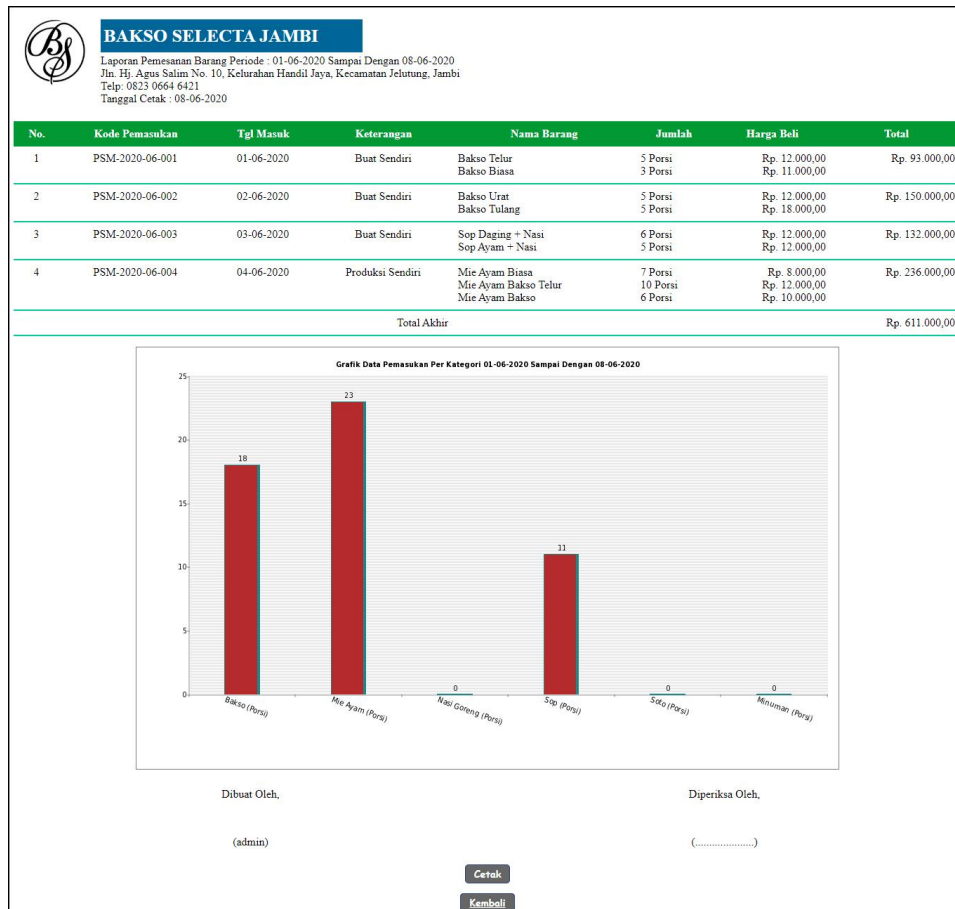 BS
BAKSO SELECTA JAMBI
Laporan Pemesanan Barang Periode : 01-06-2020 Sampai Dengan 08-06-2020
Jln. Hj. Agus Salim No. 10, Kelurahan Handil Jaya, Kecamatan Jelutung, Jambi
Telp: 0823 0664 6421
Tanggal Cetak : 08-06-2020
No. Kode Pemasukan Tgl Masuk Keterangan Nama Barang Jumlah Harga Beli Total
1 PSM-2020-06-001 01-06-2020 Buat Sendiri Bakso Telur 5 Porsi Rp. 12.000,00 Rp. 93.000,00
Bakso Biasa 3 Porsi Rp. 11.000,00
2 PSM-2020-06-002 02-06-2020 Buat Sendiri Bakso Urat 5 Porsi Rp. 12.000,00 Rp. 150.000,00
Bakso Tulang 5 Porsi Rp. 18.000,00
3 PSM-2020-06-003 03-06-2020 Buat Sendiri Sop Daging + Nasi 6 Porsi Rp. 12.000,00 Rp. 132.000,00
Sop Ayam + Nasi 5 Porsi Rp. 12.000,00
4 PSM-2020-06-004 04-06-2020 Produksi Sendiri Mie Ayam Biasa 7 Porsi Rp. 8.000,00 Rp. 236.000,00
Mie Ayam Bakso Telur 10 Porsi Rp. 12.000,00
Mie Ayam Bakso 6 Porsi Rp. 10.000,00
Total Akhir Rp. 611.000,00
Grafik Data Pemasukan Per Kategori 01-06-2020 Sampai Dengan 08-06-2020
25
23
20
18
15
11
10
5
0 0 0 0
Bakso (Porsi) Mie Ayam (Porsi) Nasi Goreng (Porsi) Sop (Porsi) Soto (Porsi) Minuman (Porsi)
Dibuat Oleh, Diperiksa Oleh,
(admin) (.....................)
Cetak
Kembali